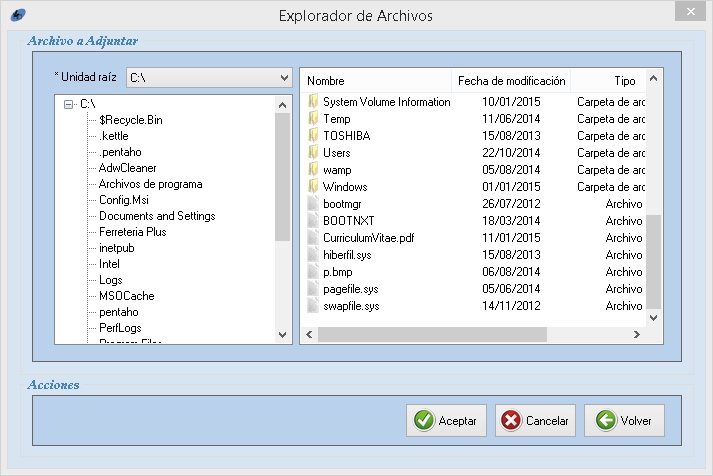 Explorador de Archivos
Archivo a Adjuntar
* Unidad raíz C:\
C:\
$Recycle.Bin
.kettle
.pentaho
AdwCleaner
Archivos de programa
Config.Msi
Documents and Settings
Ferreteria Plus
inetpub
Intel
Logs
MSOCache
pentaho
PerfLogs
Program Files
Nombre Fecha de modificación Tipo
System Volume Information 10/01/2015 Carpeta de arc
Temp 11/06/2014 Carpeta de arc
TOSHIBA 15/08/2013 Carpeta de arc
Users 22/10/2014 Carpeta de arc
wamp 05/08/2014 Carpeta de arc
Windows 01/01/2015 Carpeta de arc
bootmgr 26/07/2012 Archivo
BOOTNXT 18/03/2014 Archivo
CurriculumVitae.pdf 11/01/2015 Archivo
hiberfil.sys 15/08/2013 Archivo
p.bmp 06/08/2014 Archivo
pagefile.sys 05/06/2014 Archivo
swapfile.sys 14/11/2012 Archivo
Acciones
Aceptar Cancelar Volver